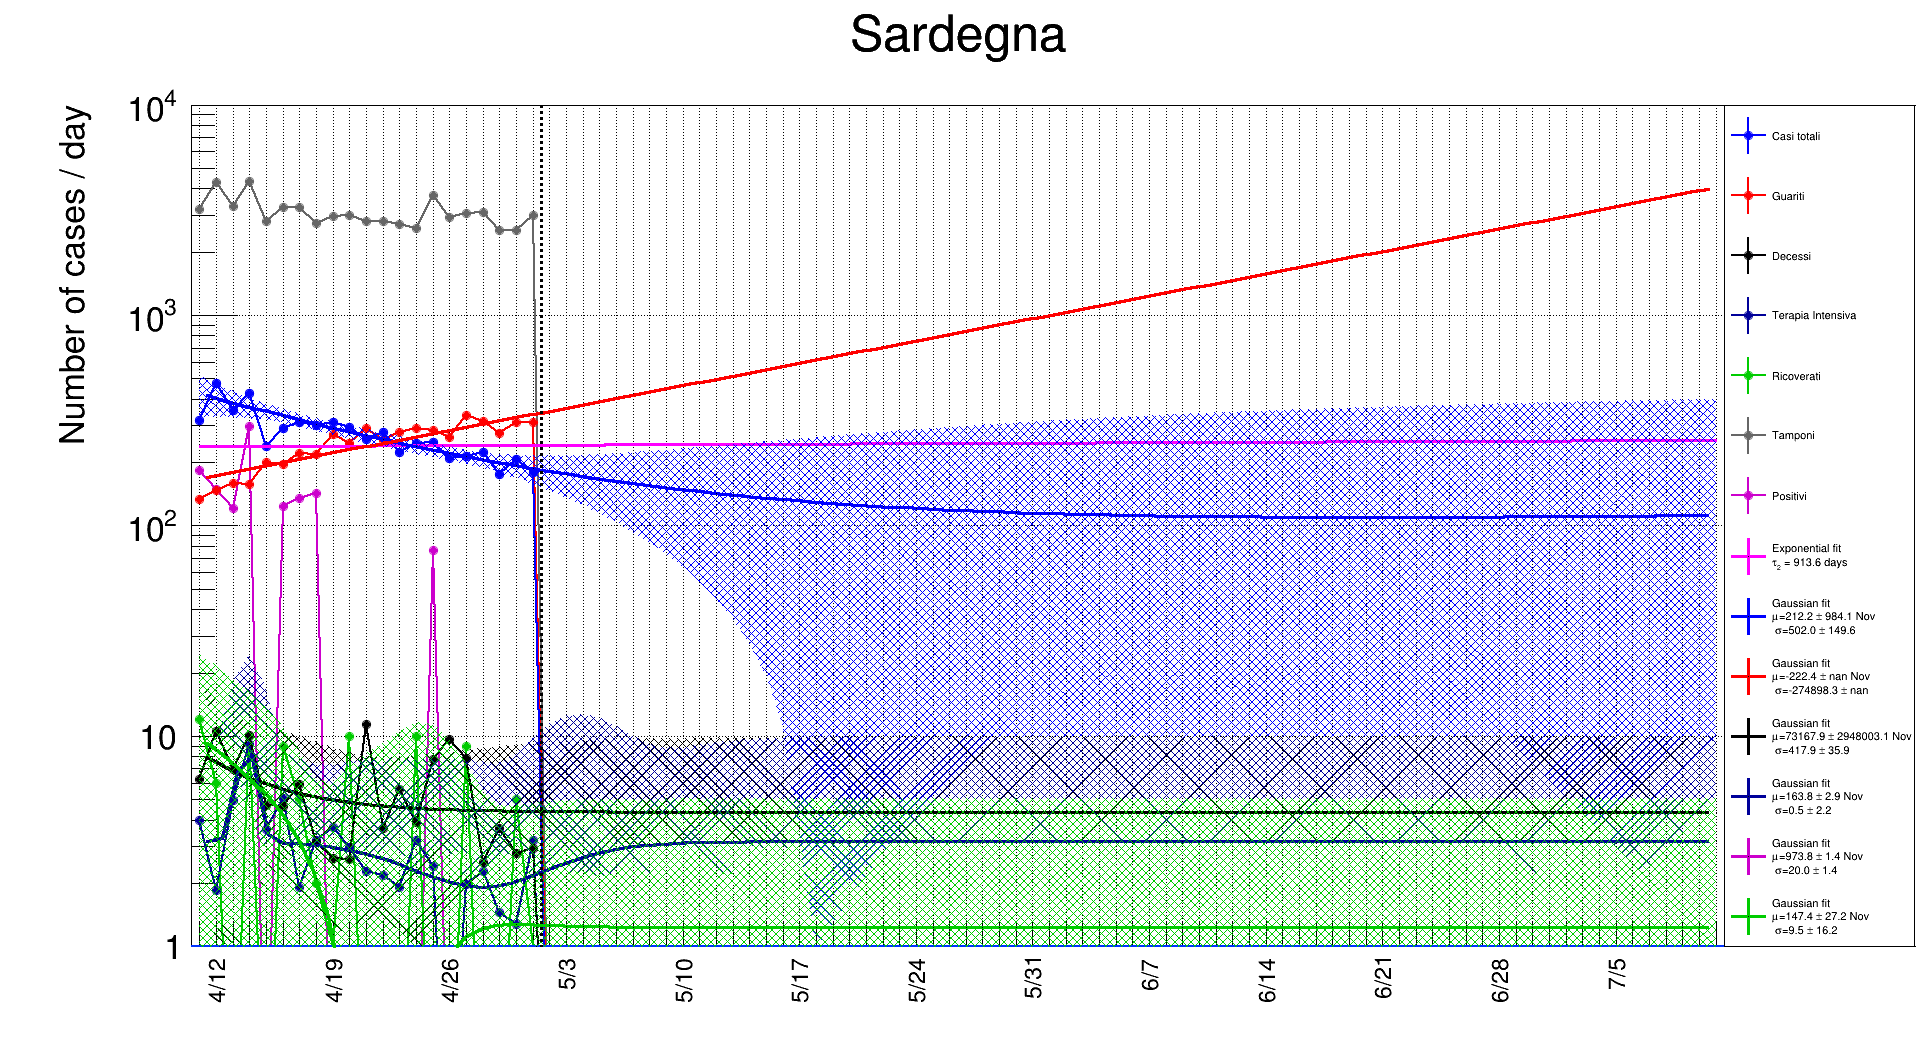 Sardegna
Number of cases / day
10^4
10^3
10^2
10
1
4/12
4/19
4/26
5/3
5/10
5/17
5/24
5/31
6/7
6/14
6/21
6/28
7/5
Casi totali
Guariti
Decessi
Terapia Intensiva
Ricoverati
Tamponi
Positivi
Exponential fit
τ₂ = 913.6 days
Gaussian fit
μ=212.2 ± 984.1 Nov
σ=502.0 ± 149.6
Gaussian fit
μ=-222.4 ± nan Nov
σ=-274898.3 ± nan
Gaussian fit
μ=73167.9 ± 2948003.1 Nov
σ=417.9 ± 35.9
Gaussian fit
μ=163.8 ± 2.9 Nov
σ=0.5 ± 2.2
Gaussian fit
μ=973.8 ± 1.4 Nov
σ=20.0 ± 1.4
Gaussian fit
μ=147.4 ± 27.2 Nov
σ=9.5 ± 16.2